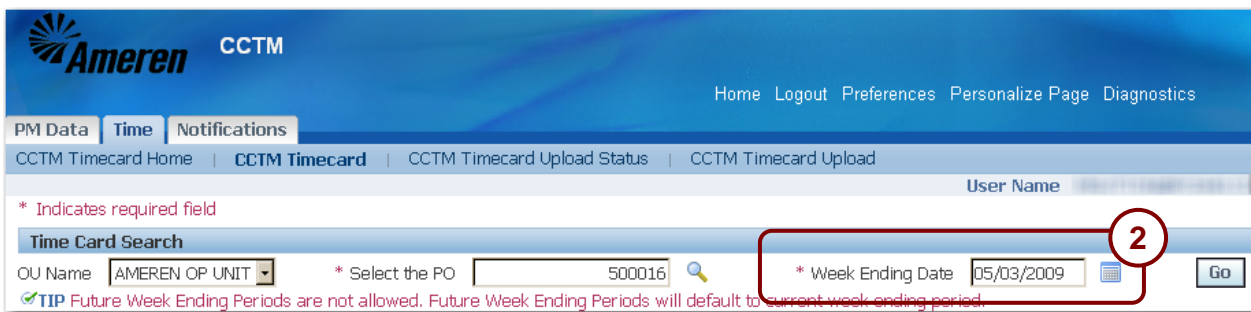 Ameren CCTM
Home Logout Preferences Personalize Page Diagnostics
PM Data Time Notifications
CCTM Timecard Home | CCTM Timecard | CCTM Timecard Upload Status | CCTM Timecard Upload
User Name
* Indicates required field
Time Card Search
2
OU Name AMEREN OP UNIT * Select the PO 500016 * Week Ending Date 05/03/2009 Go
TIP Future Week Ending Periods are not allowed. Future Week Ending Periods will default to current week ending period.